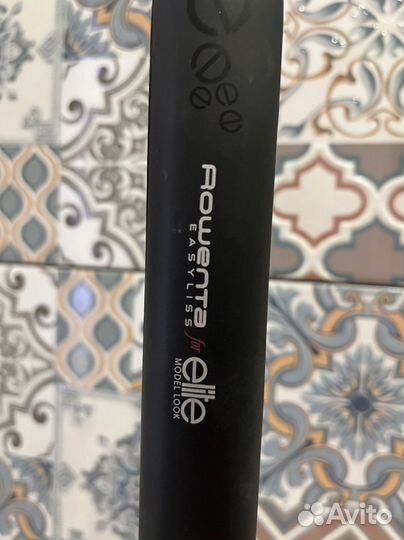 Rowenta
EASYLISS for elite
MODEL LOOK
Avito